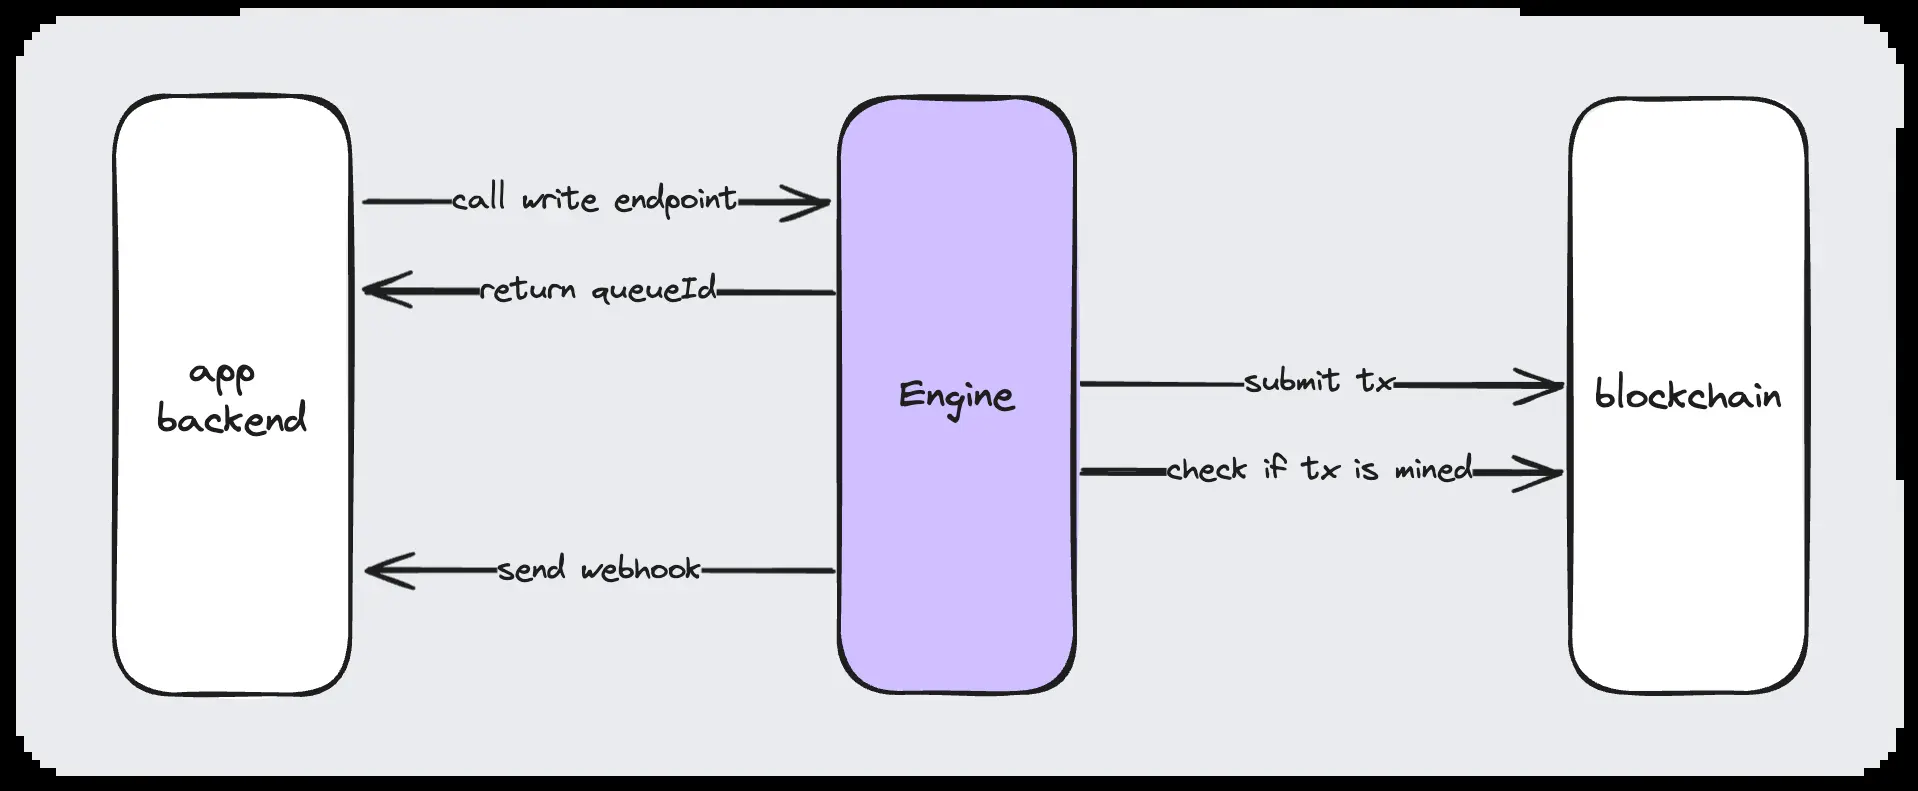 call write endpoint
return queueId
app
backend
Engine
submit tx
blockchain
check if tx is mined
send webhook